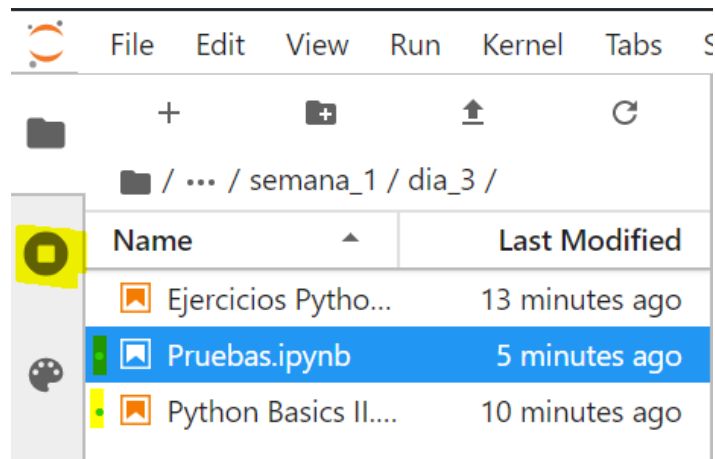 File Edit View Run Kernel Tabs S
/ ... / semana_1 / dia_3 /
Name Last Modified
Ejercicios Pytho... 13 minutes ago
Pruebas.ipynb 5 minutes ago
Python Basics II.... 10 minutes ago